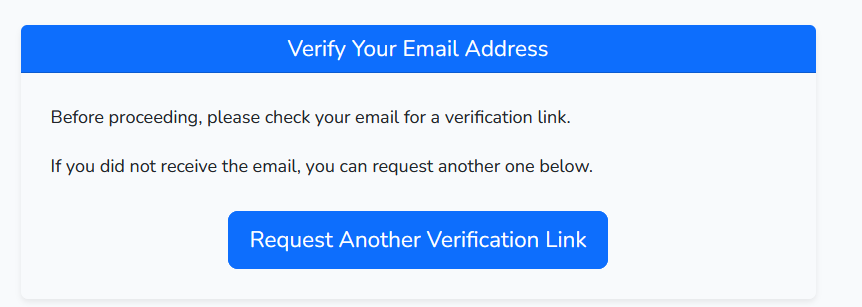 Verify Your Email Address
Before proceeding, please check your email for a verification link.
If you did not receive the email, you can request another one below.
Request Another Verification Link